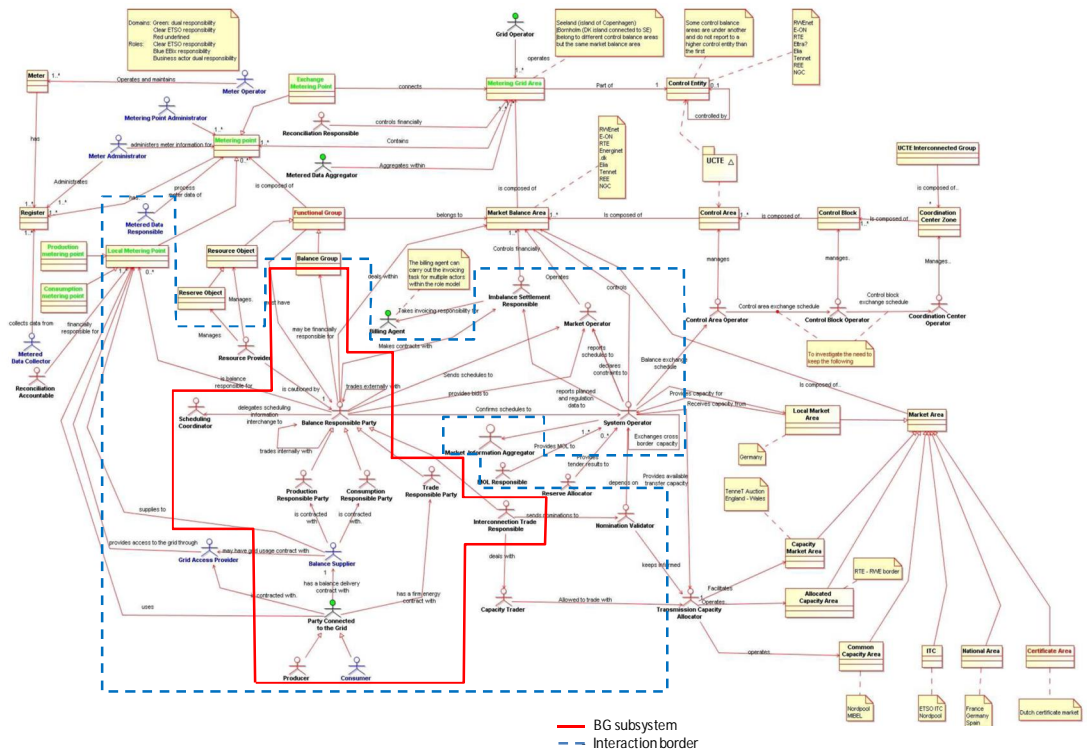 Domains: Green: dual responsibility
Clear ETSO responsibility
Red undefined
Roles: Clear ETSO responsibility
Blue EBix responsibility
Business actor dual responsibility
Grid Operator
Seeland (island of Copenhagen)
Bornholm (DK island connected to SE)
belong to different control balance areas
but the same market balance area
Some control balance
areas are under another
and do not report to a
higher control entity than
the first
RWEnet
E-ON
RTE
Eltra?
Elia
Tennet
REE
NGC
operates
Meter
1..*
Operates and maintains
Meter Operator
Exchange
Metering Point
connects
Metering Grid Area
Part of
1
Control Entity
0..1
controlled by
Metering Point Administrator
Reconciliation Responsible
controls financially
has
Meter Administrator
administers meter information for
Metering point
Contains
Metered Data Aggregator
Aggregates within
RWEnet
E-ON
RTE
Energinet
.dk
Elia
Tennet
REE
NGC
UCTE
UCTE Interconnected Group
Administrates
process
meter data of
is composed of
is composed of
is composed of..
Register
has
Metered Data
Responsible
Functional Group
belongs to
Market Balance Area
Is composed of
Control Area
is composed of..
Control Block
is composed of..
Coordination
Center Zone
Production
metering point
Local Metering Point
Resource Object
Balance Group
Controls financially
Consumption
metering point
Reserve Object
Manages..
must have
deals within
The billing agent can
carry out the invoicing
task for multiple actors
within the role model
Operates
controls
manages
manages
Manages..
Imbalance Settlement
Responsible
Takes invoicing responsibility for
Billing Agent
Market Operator
Control area exchange schedule
Control Area Operator
Control block
exchange schedule
Control Block Operator
Coordination Center
Operator
collects data from
financially
responsible for
Manages
may be financially
responsible for
Makes contracts with
reports
schedules to
declares
constraints to
Balance exchange
schedule
To investigate the need to
keep the following
Metered
Data Collector
Resource Provider
Reconciliation
Accountable
is balance
responsible for
is cautioned by
trades externally with
Sends schedules to
provides bids to
reports planned
and regulation
data to
Is composed of..
Scheduling
Coordinator
delegates scheduling
information
interchange to
Balance Responsible Party
Confirms schedules to
System Operator
Provides capacity for
Receives capacity from
Local Market
Area
Market Area
trades internally with
Market Information Aggregator
Exchanges cross
border capacity
Provides MOL to
Germany
Production
Responsible Party
Consumption
Responsible Party
Trade
Responsible Party
MOL Responsible
Provides
tender results to
Reserve Allocator
depends on
Provides available
transfer capacity
TenneT Auction
England - Wales
supplies to
is contracted
with..
is contracted
with..
Interconnection Trade
Responsible
sends nominations to
Nomination Validator
provides access to the grid through
Grid Access Provider
may have grid usage contract with
Balance Supplier
deals with
keeps informed
Capacity
Market Area
RTE - RWE border
has a balance delivery
contract with
has a firm energy
contract with
contracted with..
Facilitates
Allocated
Capacity Area
uses
Party Connected
to the Grid
Capacity Trader
Allowed to trade with
Operates
Transmission Capacity
Allocator
Producer
Consumer
operates..
Common
Capacity Area
ITC
National Area
Certificate Area
Nordpool
MIBEL
ETSO ITC
Nordpool
France
Germany
Spain
Dutch certificate market
BG subsystem
Interaction border